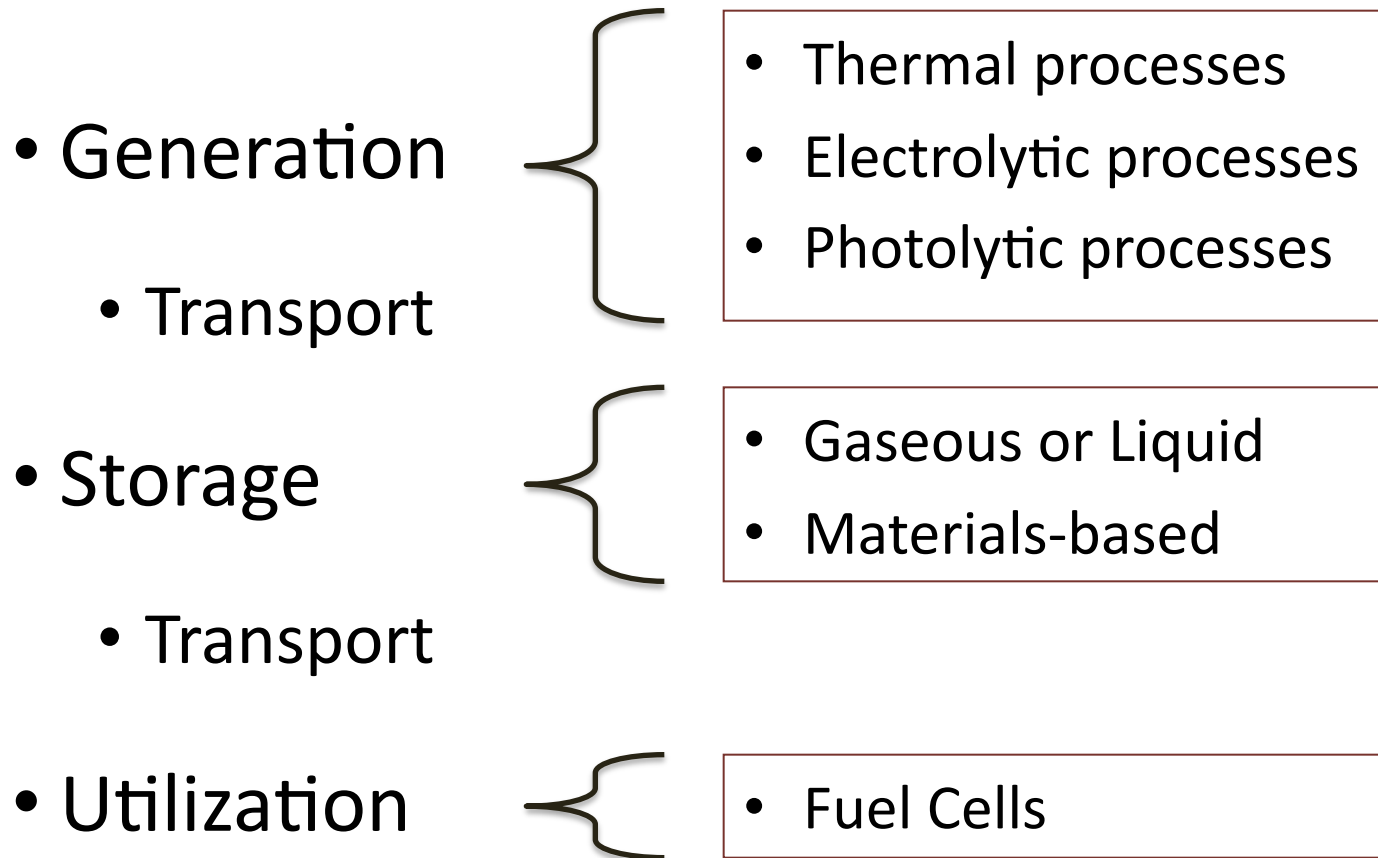 • Generation
• Thermal processes
• Electrolytic processes
• Photolytic processes
• Transport
• Storage
• Gaseous or Liquid
• Materials-based
• Transport
• Utilization
• Fuel Cells